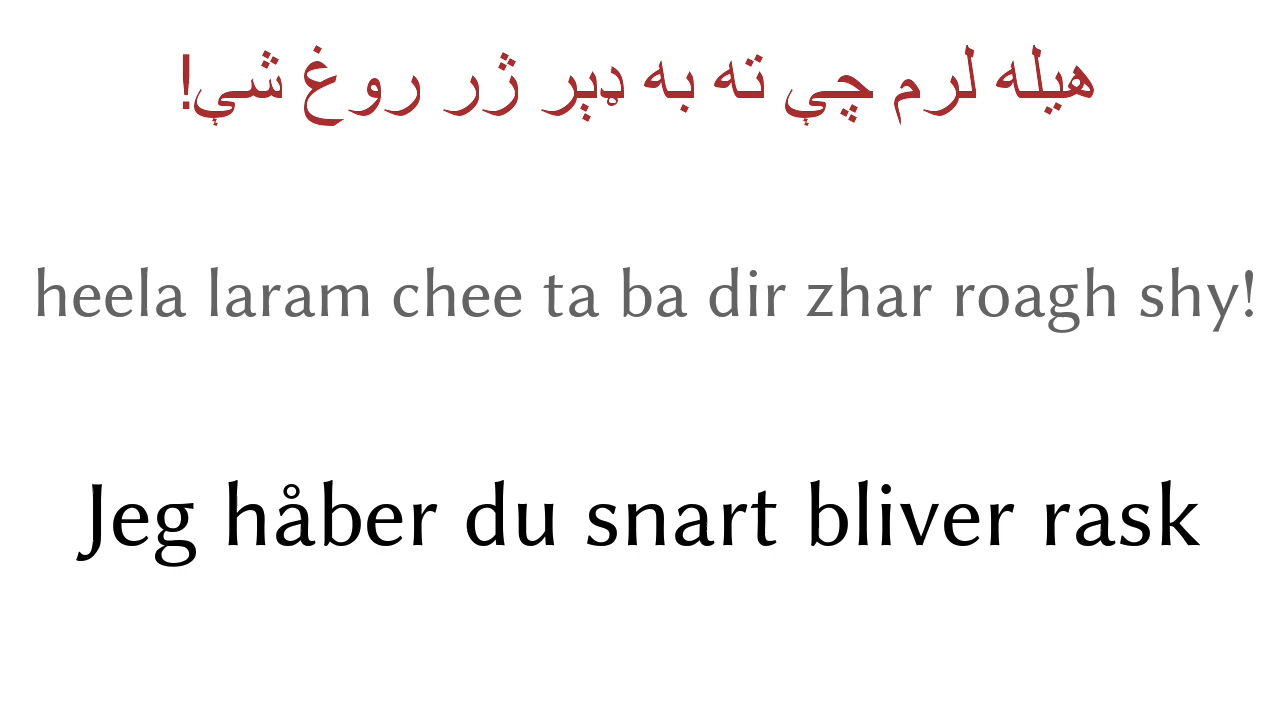 هیله لرم چې ته به ډېر ژر روغ شې!
heela laram chee ta ba dir zhar roagh shy!
Jeg håber du snart bliver rask